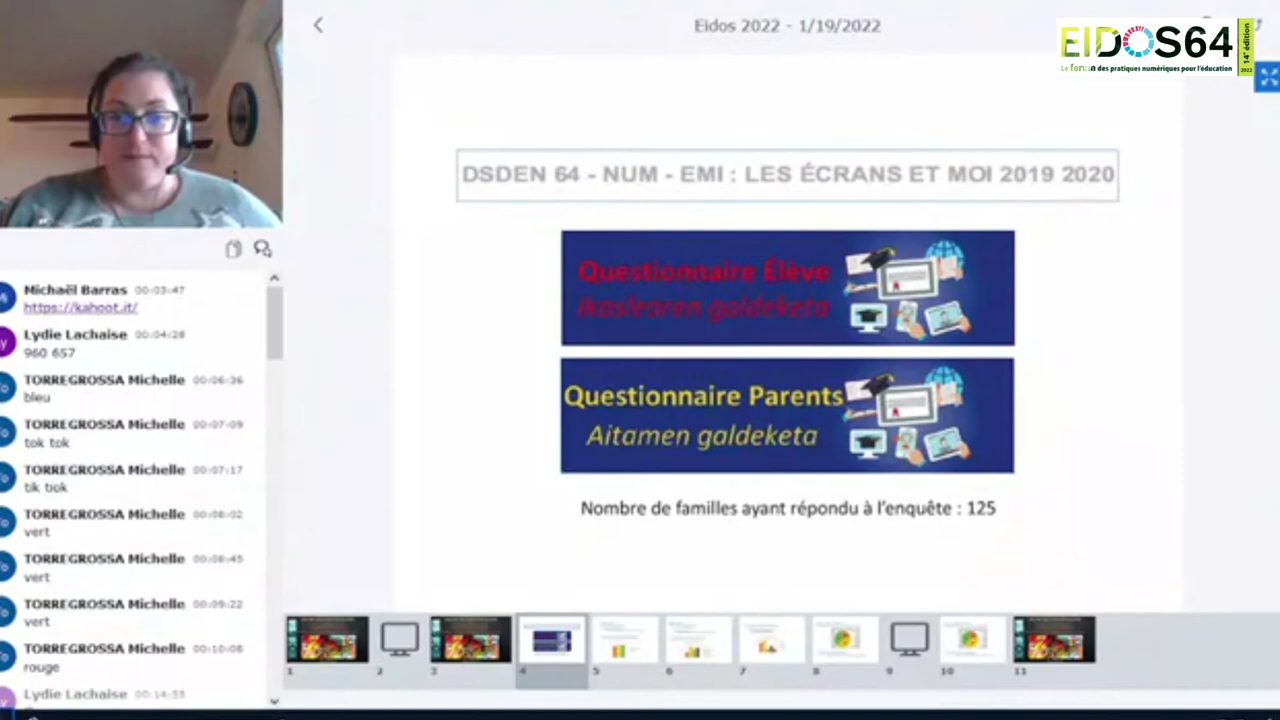 Eidos 2022 - 1/19/2022
EIDOS64
Le forum des pratiques numériques pour l'éducation
14e édition
2022
DSDEN 64 - NUM - EMI : LES ÉCRANS ET MOI 2019 2020
Questionnaire Élève
Ikaslearen galdeketa
Questionnaire Parents
Aitamen galdeketa
Nombre de familles ayant répondu à l'enquête : 125
Michaël Barras 00:03:47
https://kahoot.it/
Lydie Lachaise 00:04:28
960 657
TORREGROSSA Michelle 00:06:36
bleu
TORREGROSSA Michelle 00:07:09
tok tok
TORREGROSSA Michelle 00:07:17
tik tiok
TORREGROSSA Michelle 00:08:02
vert
TORREGROSSA Michelle 00:08:45
vert
TORREGROSSA Michelle 00:09:22
vert
TORREGROSSA Michelle 00:10:08
rouge
Lydie Lachaise 00:14:55
1 2 3 4 5 6 7 8 9 10 11